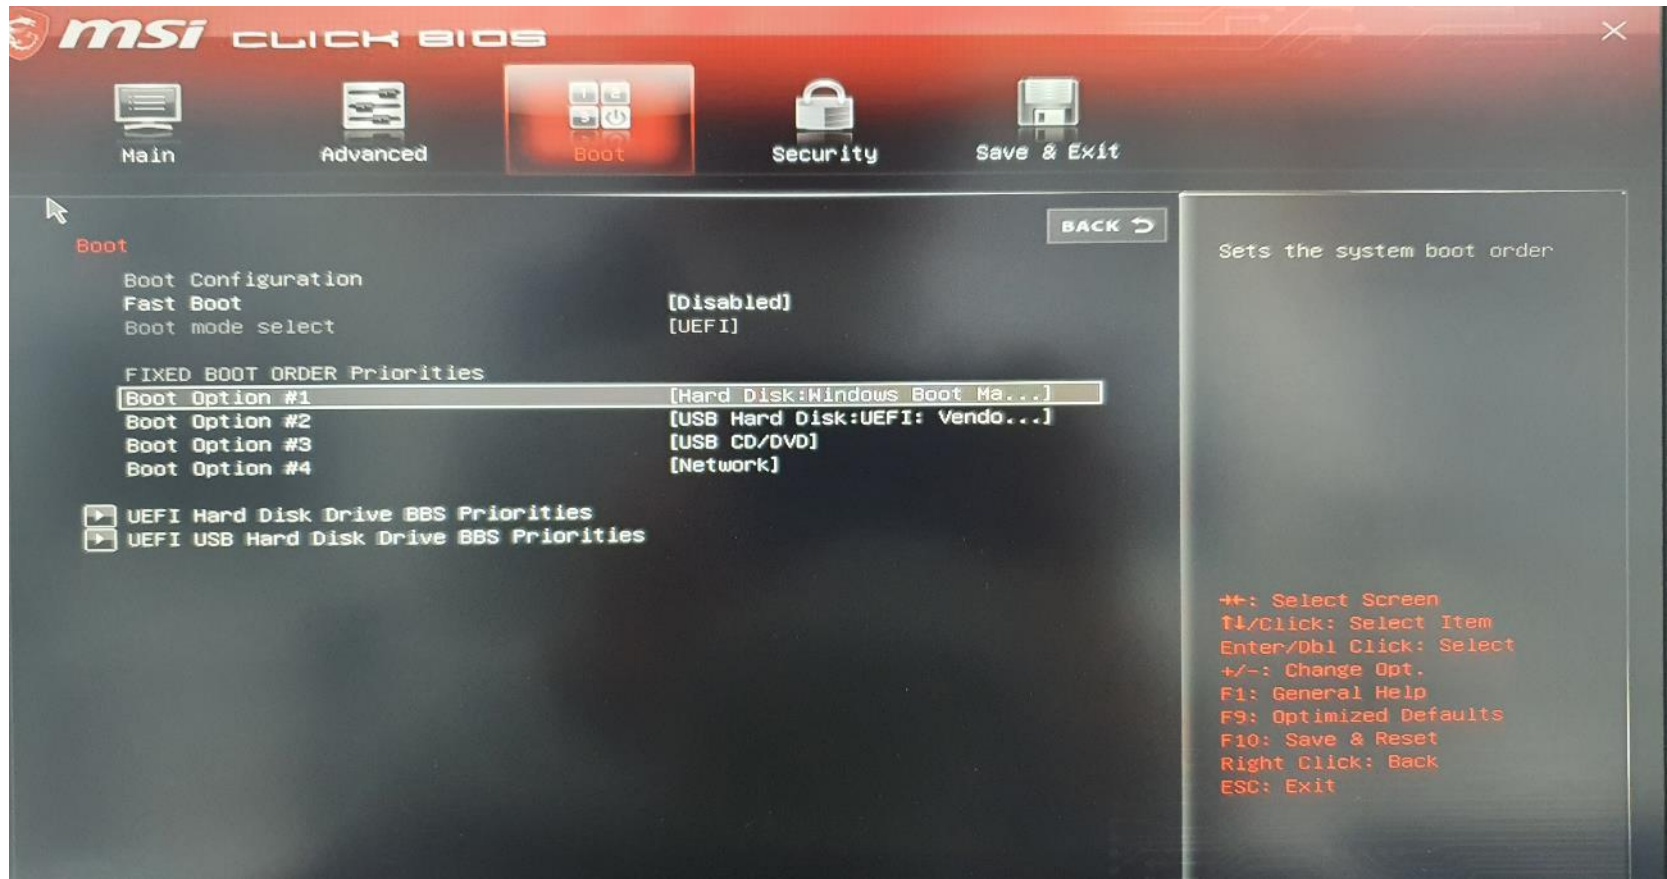 msi CLICK BIOS
Main
Advanced
Boot
Security
Save & Exit
BACK
Boot
Boot Configuration
Fast Boot [Disabled]
Boot mode select [UEFI]
FIXED BOOT ORDER Priorities
Boot Option #1 [Hard Disk:Windows Boot Ma...]
Boot Option #2 [USB Hard Disk:UEFI: Vendo...]
Boot Option #3 [USB CD/DVD]
Boot Option #4 [Network]
UEFI Hard Disk Drive BBS Priorities
UEFI USB Hard Disk Drive BBS Priorities
Sets the system boot order
→←: Select Screen
↑↓/Click: Select Item
Enter/Dbl Click: Select
+/-: Change Opt.
F1: General Help
F9: Optimized Defaults
F10: Save & Reset
Right Click: Back
ESC: Exit